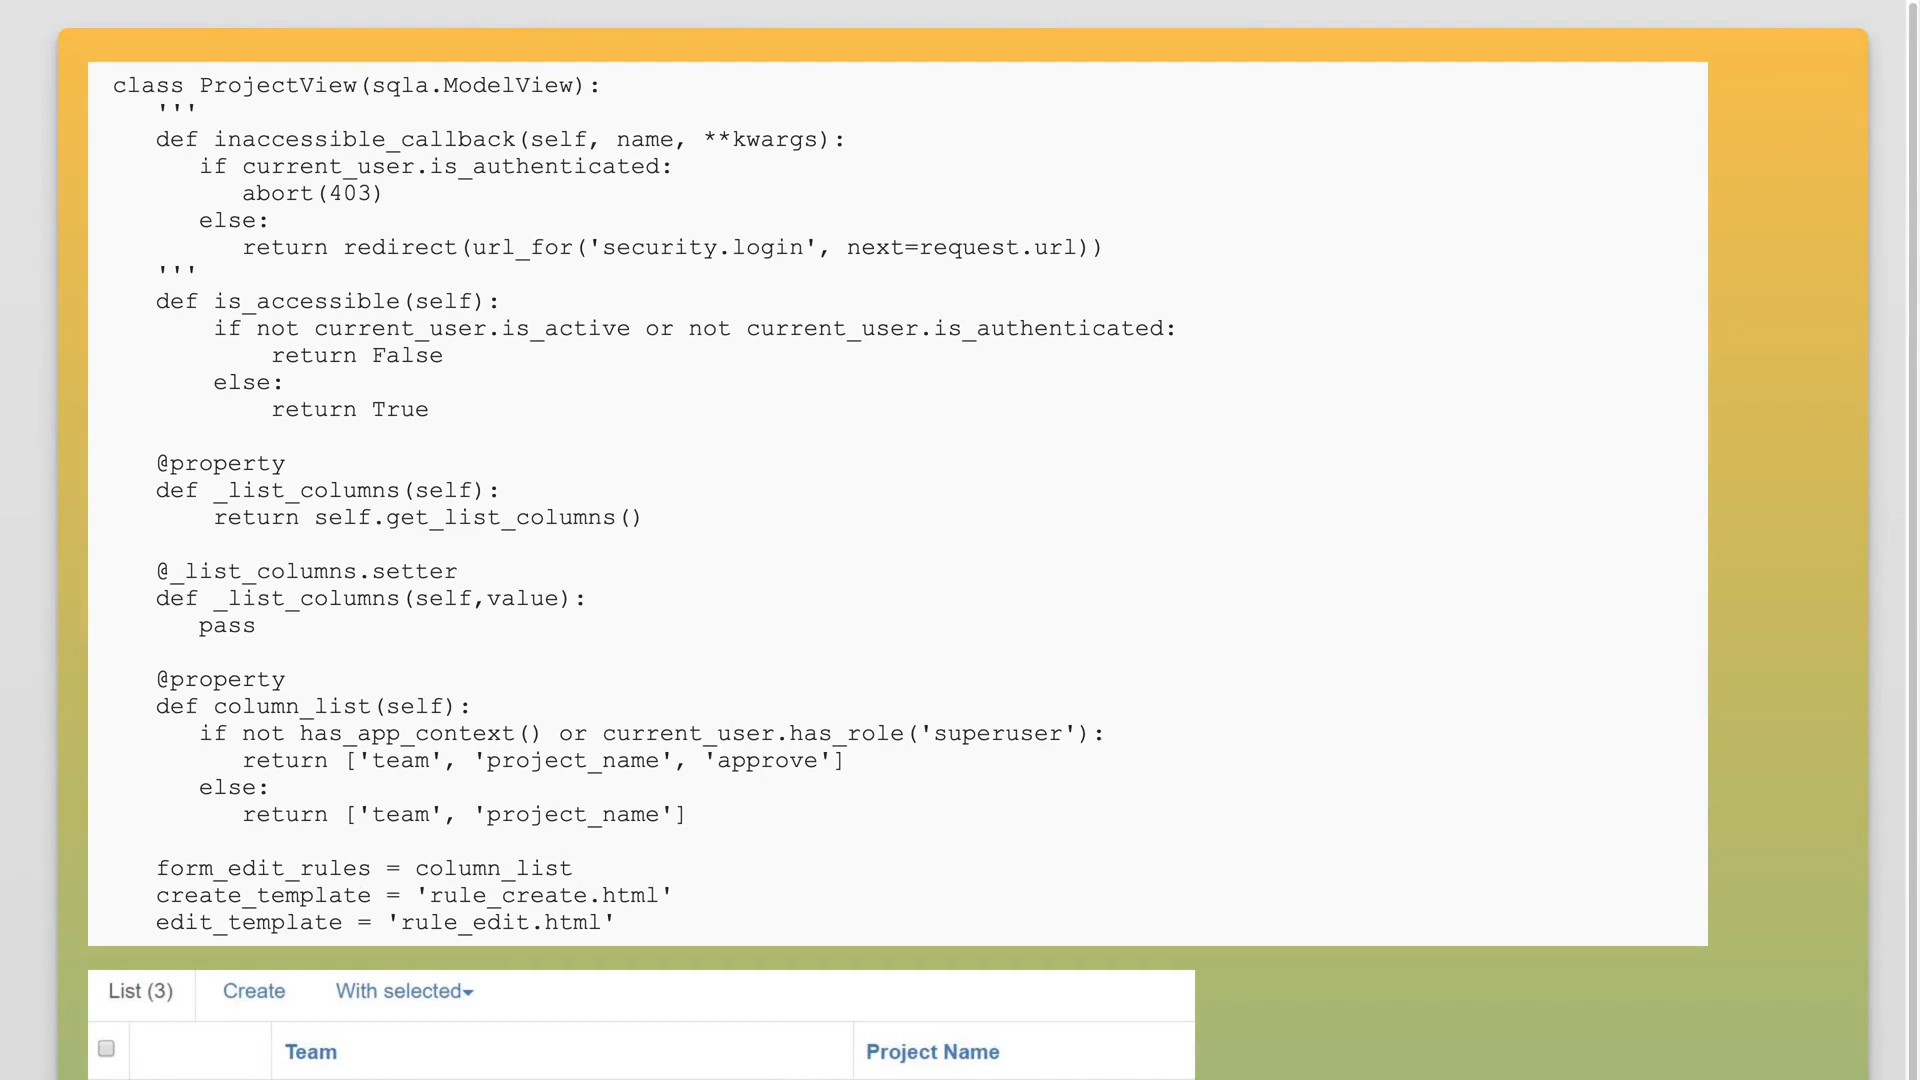 class ProjectView(sqla.ModelView):
   '''
   def inaccessible_callback(self, name, **kwargs):
      if current_user.is_authenticated:
         abort(403)
      else:
         return redirect(url_for('security.login', next=request.url))
   '''
   def is_accessible(self):
       if not current_user.is_active or not current_user.is_authenticated:
           return False
       else:
           return True
   @property
   def _list_columns(self):
       return self.get_list_columns()
   @_list_columns.setter
   def _list_columns(self,value):
      pass
   @property
   def column_list(self):
      if not has_app_context() or current_user.has_role('superuser'):
         return ['team', 'project_name', 'approve']
      else:
         return ['team', 'project_name']
   form_edit_rules = column_list
   create_template = 'rule_create.html'
   edit_template = 'rule_edit.html'
List (3) Create With selected
Team Project Name